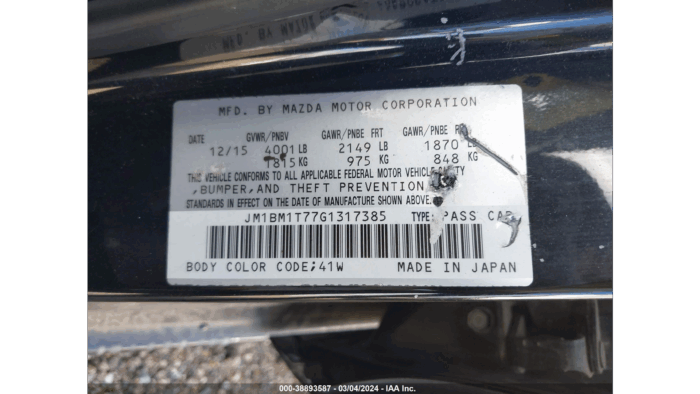 MFD. BY MAZDA MOTOR CORPORATION
DATE GVWR/PNBV GAWR/PNBE FRT GAWR/PNBE
12/15 4001 LB 2149 LB 1870 LB
1815 KG 975 KG 848 KG
THIS VEHICLE CONFORMS TO ALL APPLICABLE FEDERAL MOTOR VEHICLE
,BUMPER,AND THEFT PREVENTION
STANDARDS IN EFFECT ON THE DATE OF MANUFACTURE SHOWN ABOVE.
JM1BM1T77G1317385 TYPE: PASS CAR
BODY COLOR CODE:41W MADE IN JAPAN
000-38893587 - 03/04/2024 - IAA Inc.